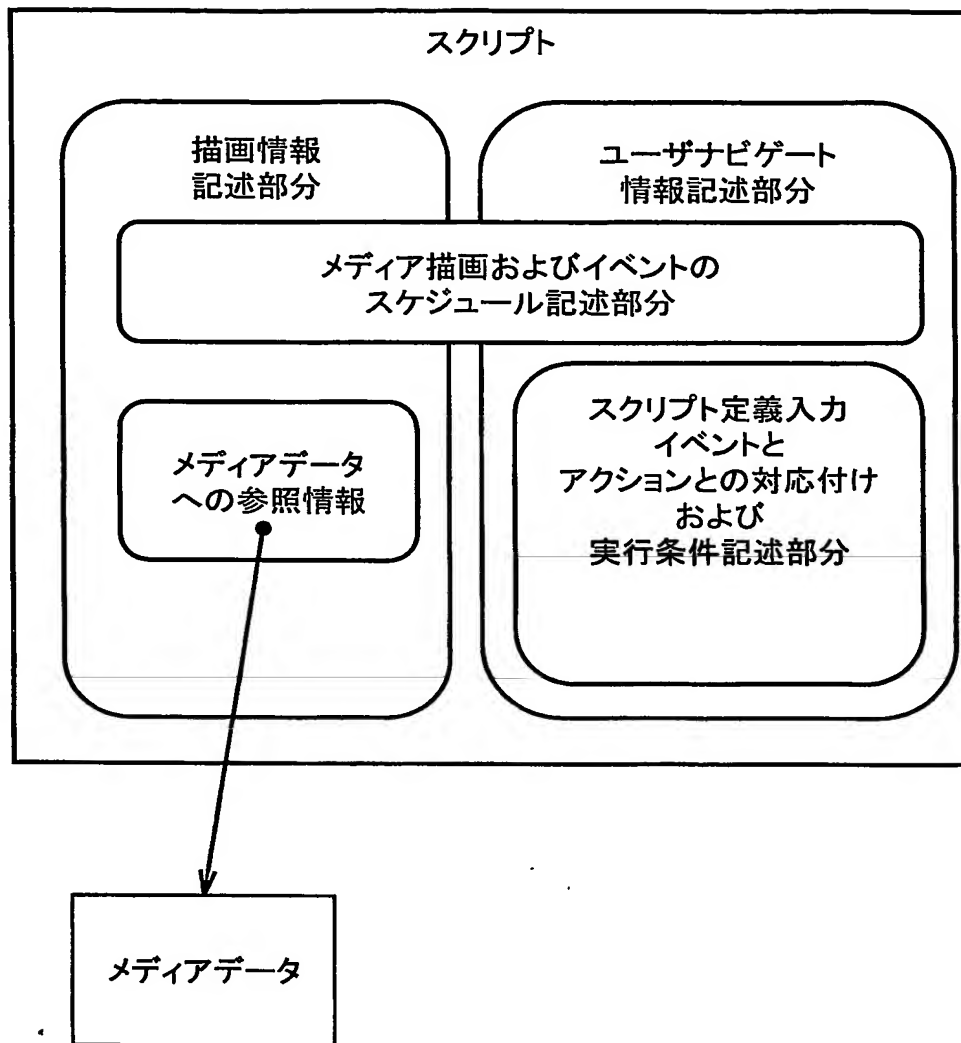 スクリプト
描画情報
記述部分
ユーザナビゲート
情報記述部分
メディア描画およびイベントの
スケジュール記述部分
メディアデータ
への参照情報
スクリプト定義入力
イベントと
アクションとの対応付け
および
実行条件記述部分
メディアデータ